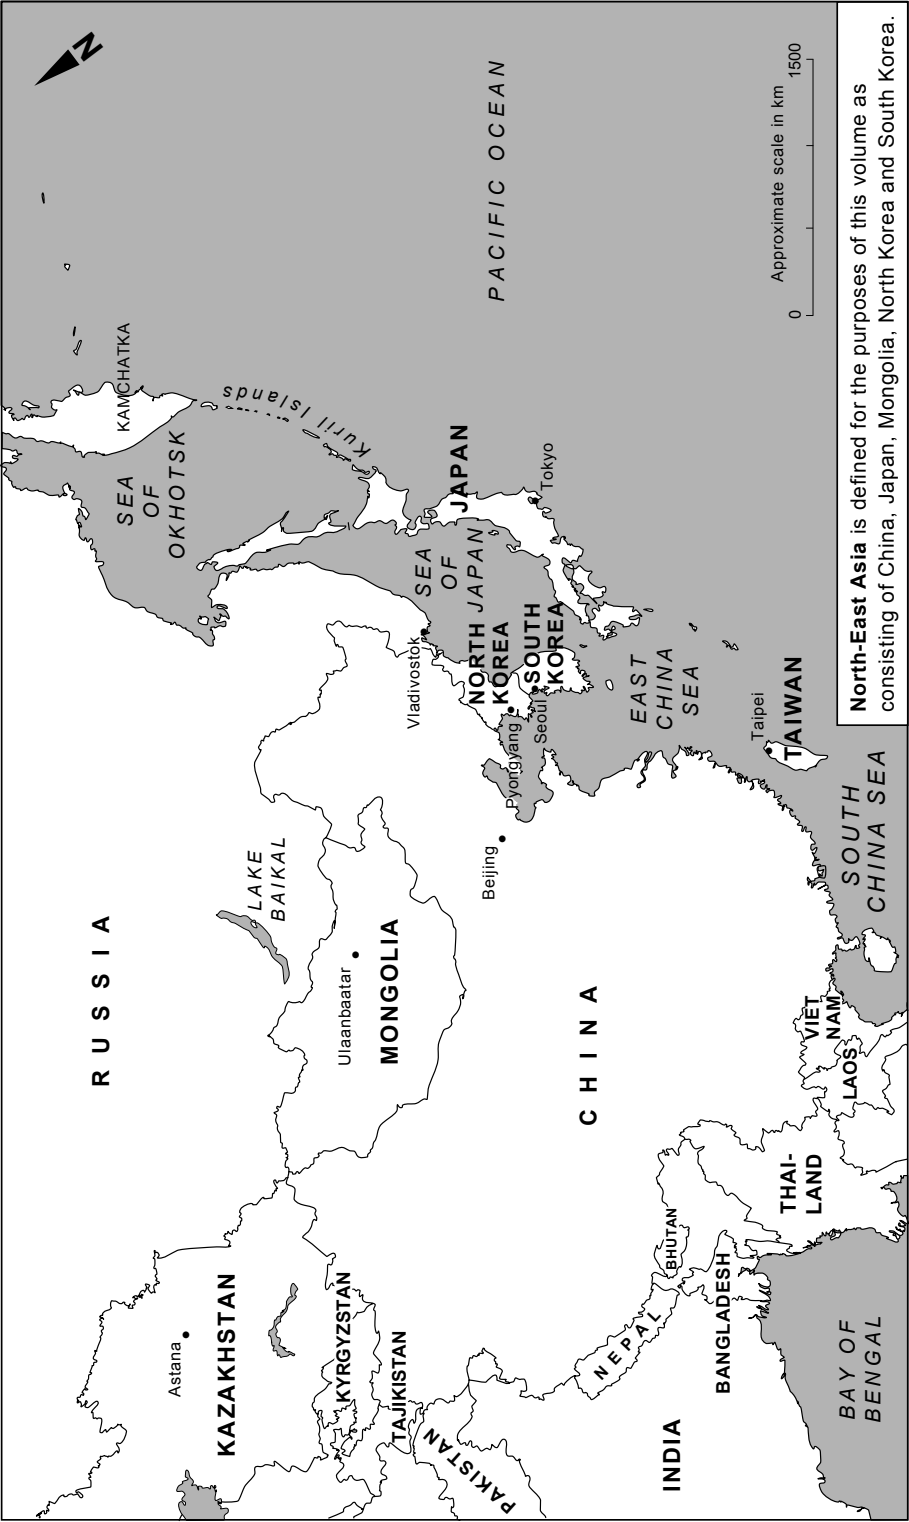 N
PACIFIC OCEAN
Approximate scale in km
0
1500
North-East Asia is defined for the purposes of this volume as
consisting of China, Japan, Mongolia, North Korea and South Korea.
KAMCHATKA
Kuril Islands
SEA
OF
OKHOTSK
JAPAN
Tokyo
SEA
OF
JAPAN
Vladivostok
NORTH
KOREA
SOUTH
KOREA
Pyongyang
Seoul
EAST
CHINA
SEA
Taipei
TAIWAN
SOUTH
CHINA SEA
RUSSIA
LAKE
BAIKAL
Ulaanbaatar
MONGOLIA
Beijing
CHINA
VIET
NAM
LAOS
THAI-
LAND
BHUTAN
BANGLADESH
NEPAL
BAY OF
BENGAL
INDIA
Astana
KAZAKHSTAN
KYRGYZSTAN
TAJIKISTAN
PAKISTAN